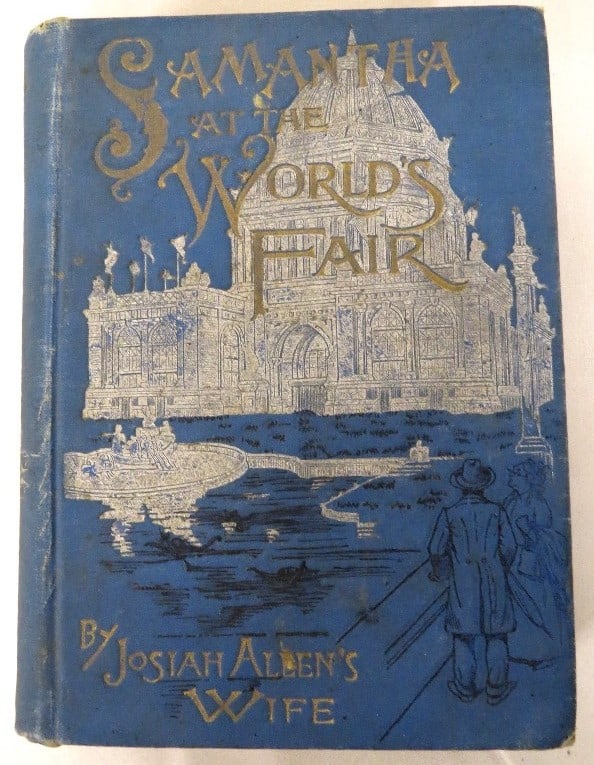 SAMANTHA
AT THE
WORLD'S
FAIR
BY JOSIAH ALLEN'S
WIFE